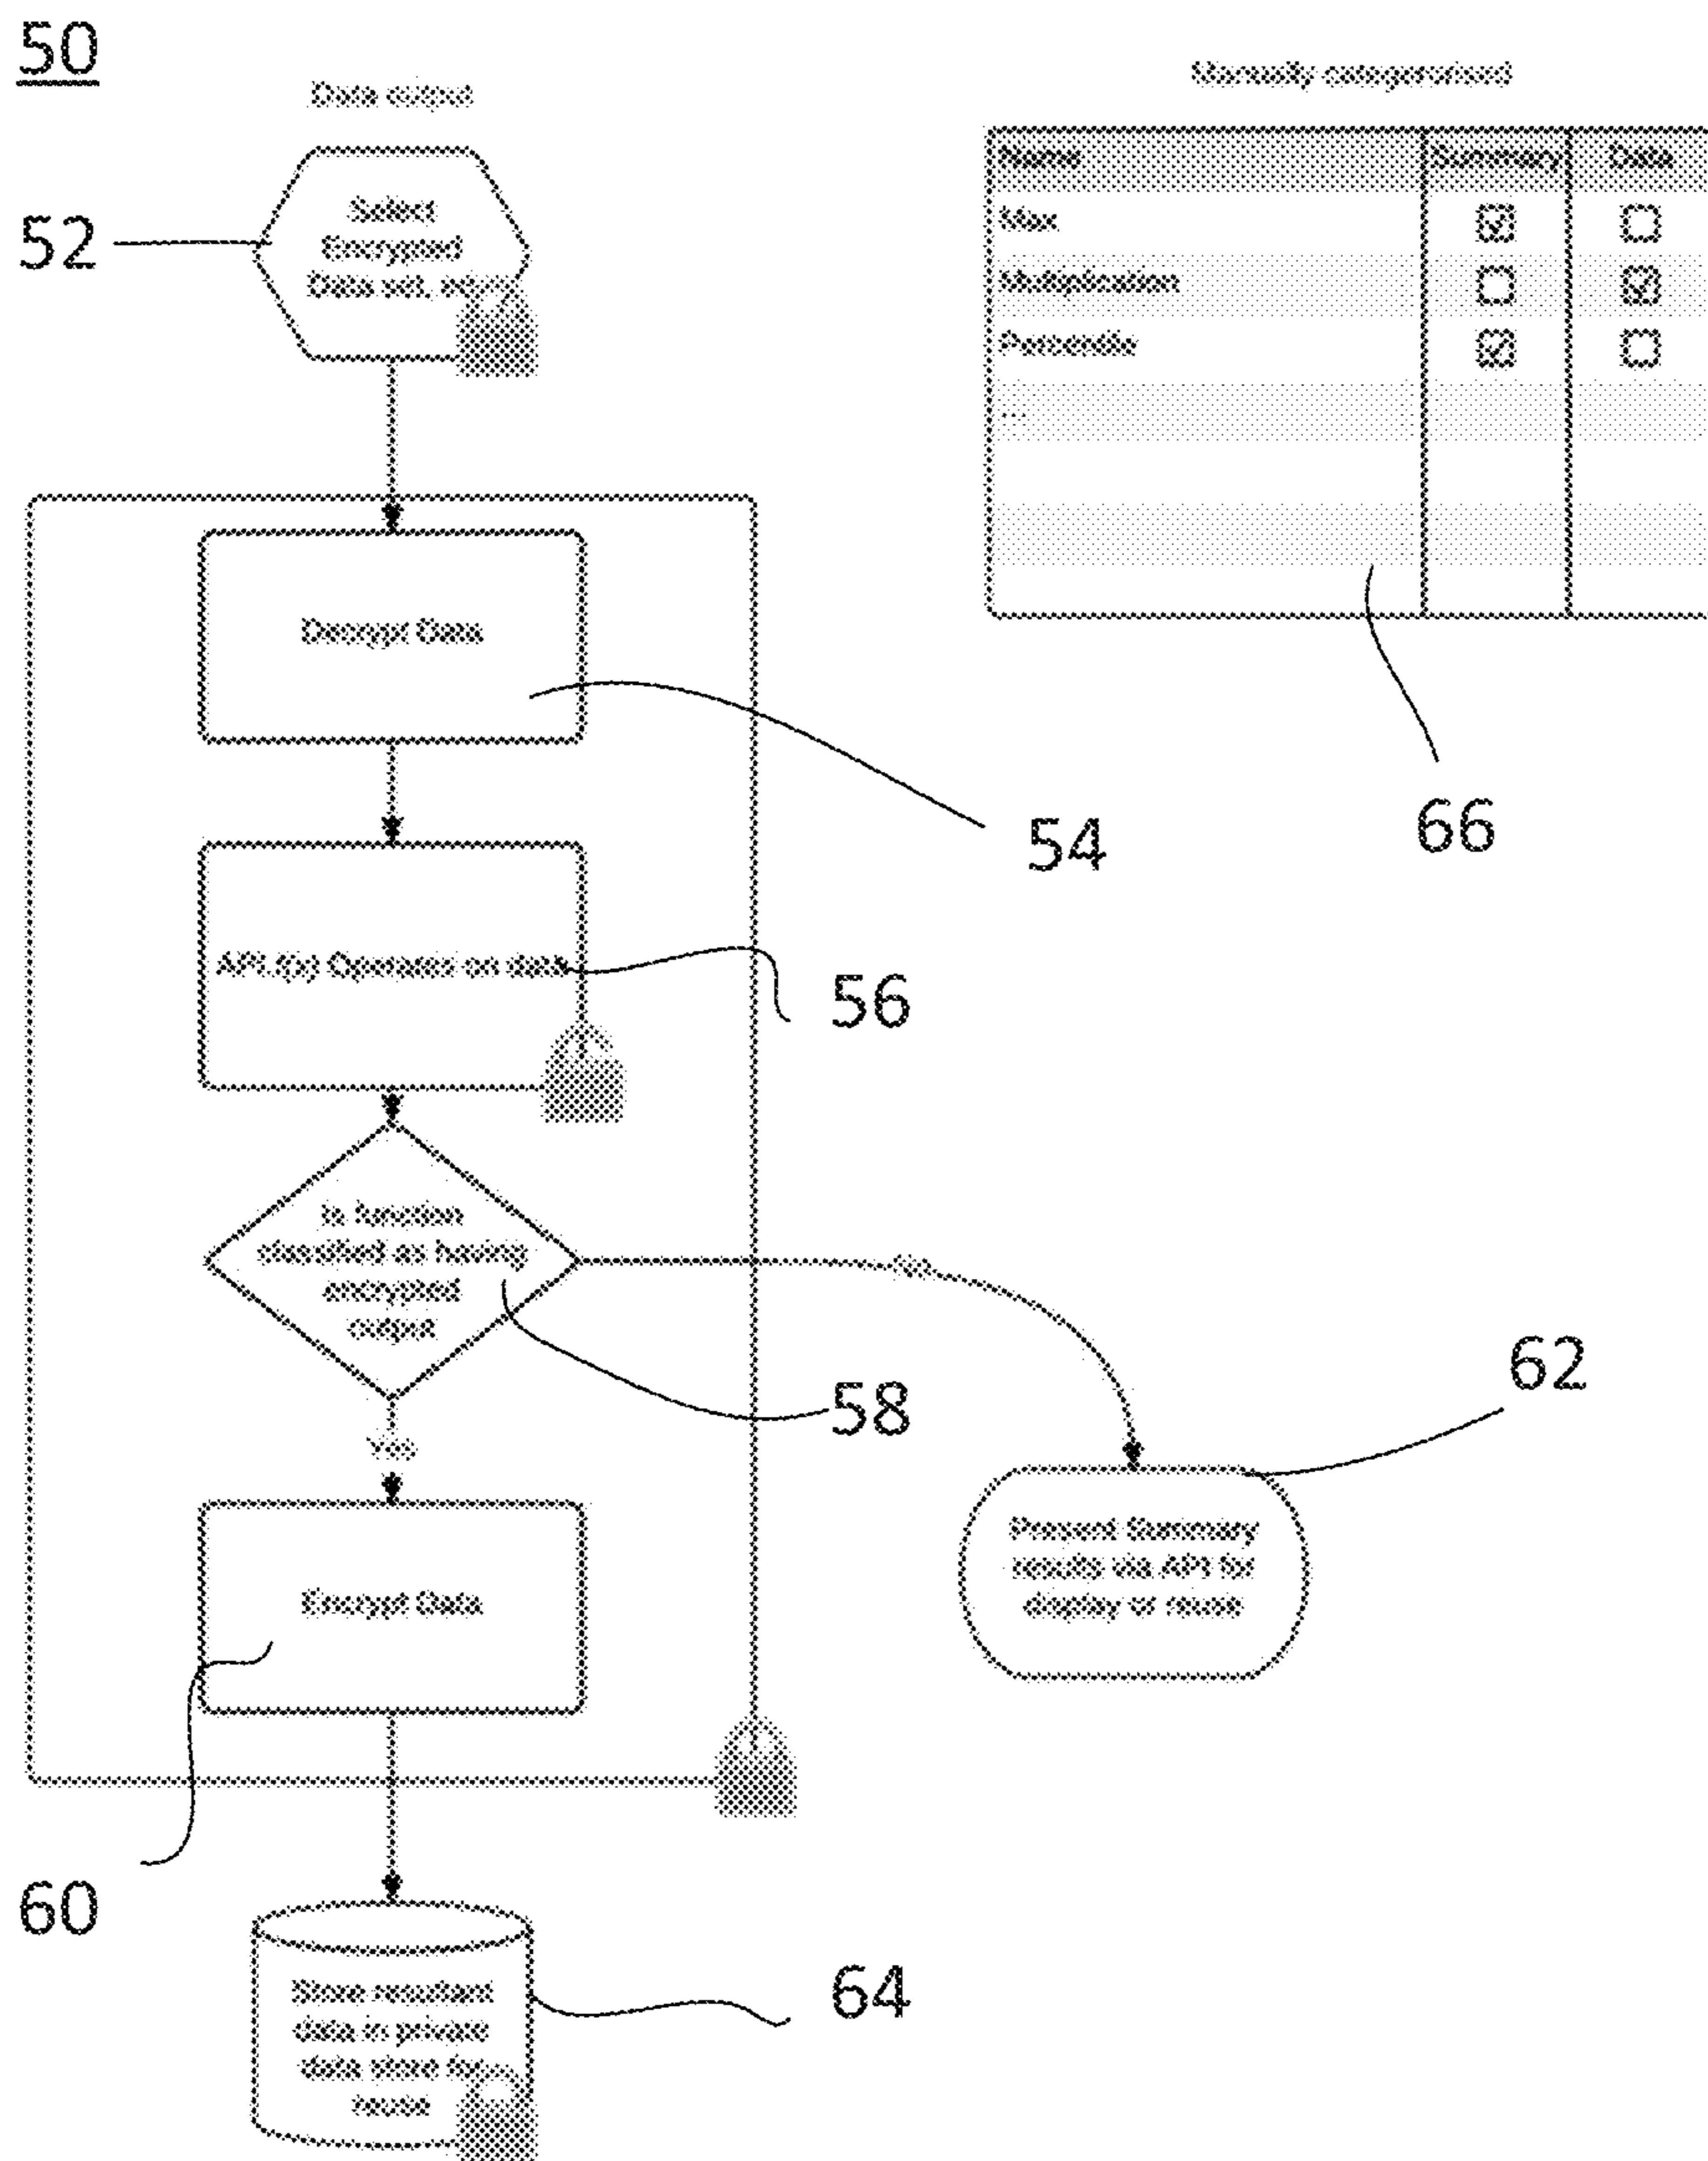 50
Data output
Select
Encrypted
Data set,
52
Manually categorised
Name Summary Data
Max
Multiplication
Percentile
...
66
Decrypt Data
54
Operates on data
56
Is function
classified as having
encrypted
output
No
58
Yes
62
Present Summary
results via API for
display or reuse
Encrypt Data
60
Store resultant
data in private
data store for
reuse
64